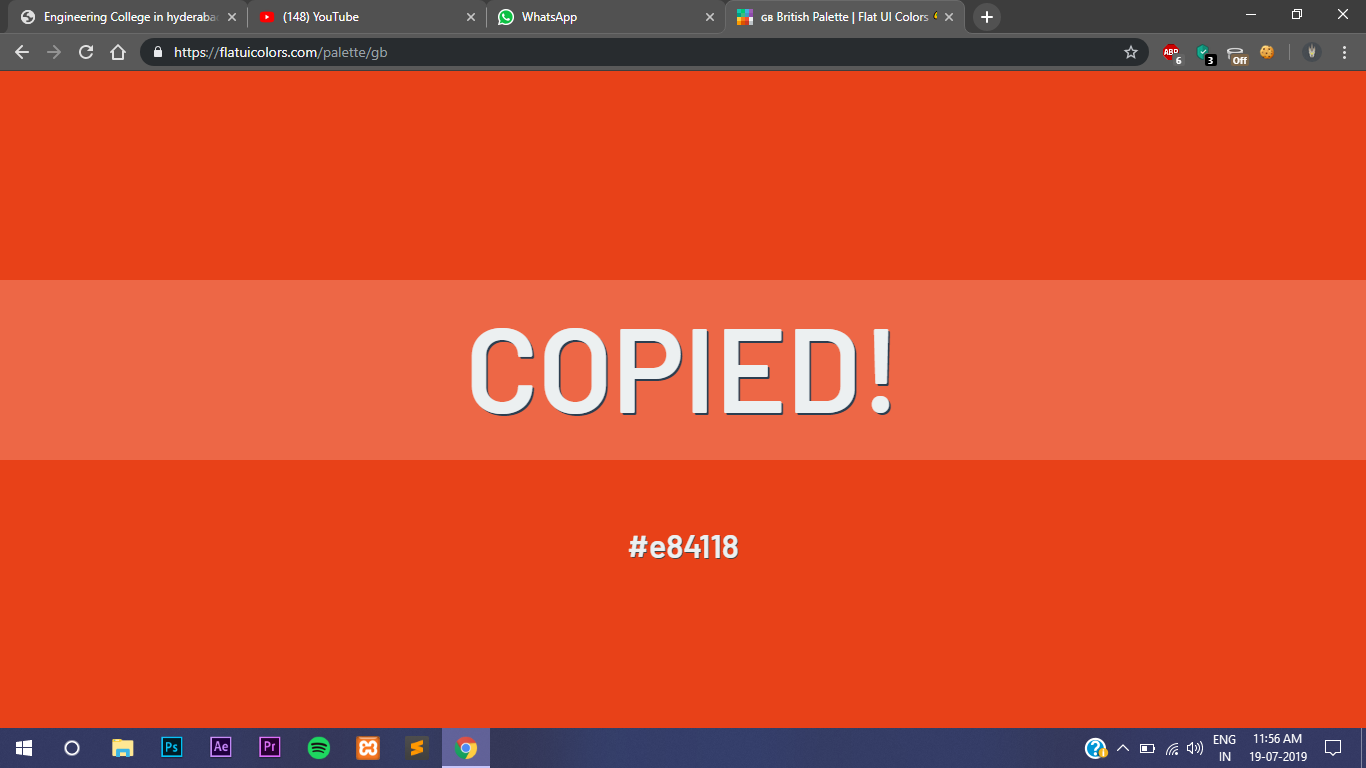 Engineering College in hyderaba
(148) YouTube
WhatsApp
GB British Palette | Flat UI Colors
https://flatuicolors.com/palette/gb
ABP
6
3
Off
COPIED!
#e84118
Ps
Ae
Pr
ENG
IN
11:56 AM
19-07-2019